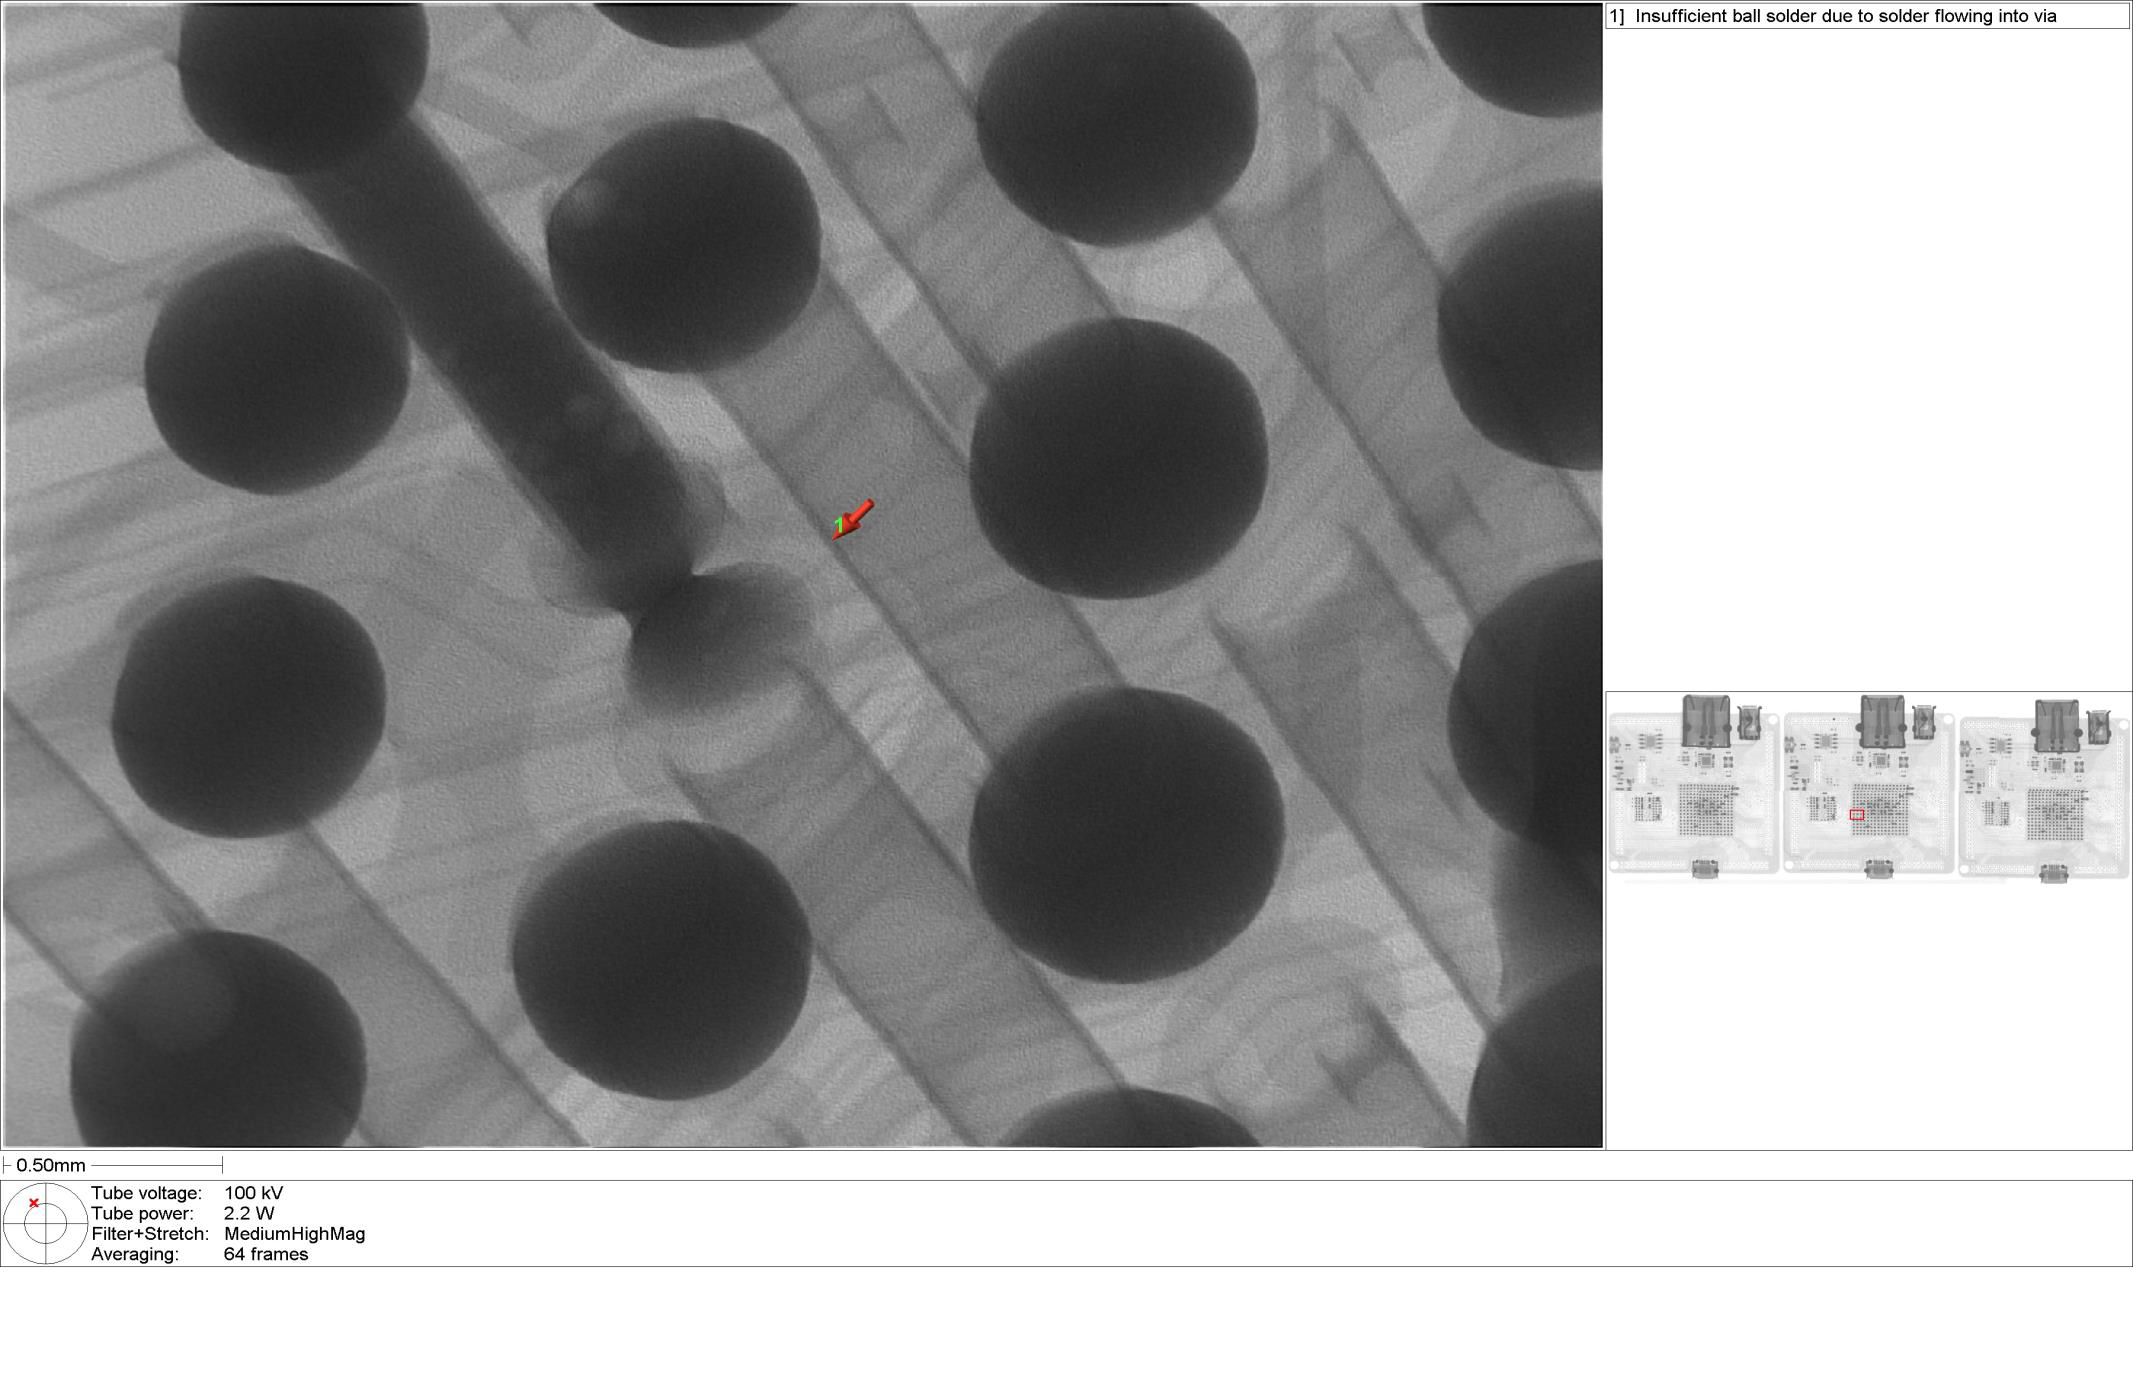 1] Insufficient ball solder due to solder flowing into via
1
0.50mm
Tube voltage: 100 kV
Tube power: 2.2 W
Filter+Stretch: MediumHighMag
Averaging: 64 frames